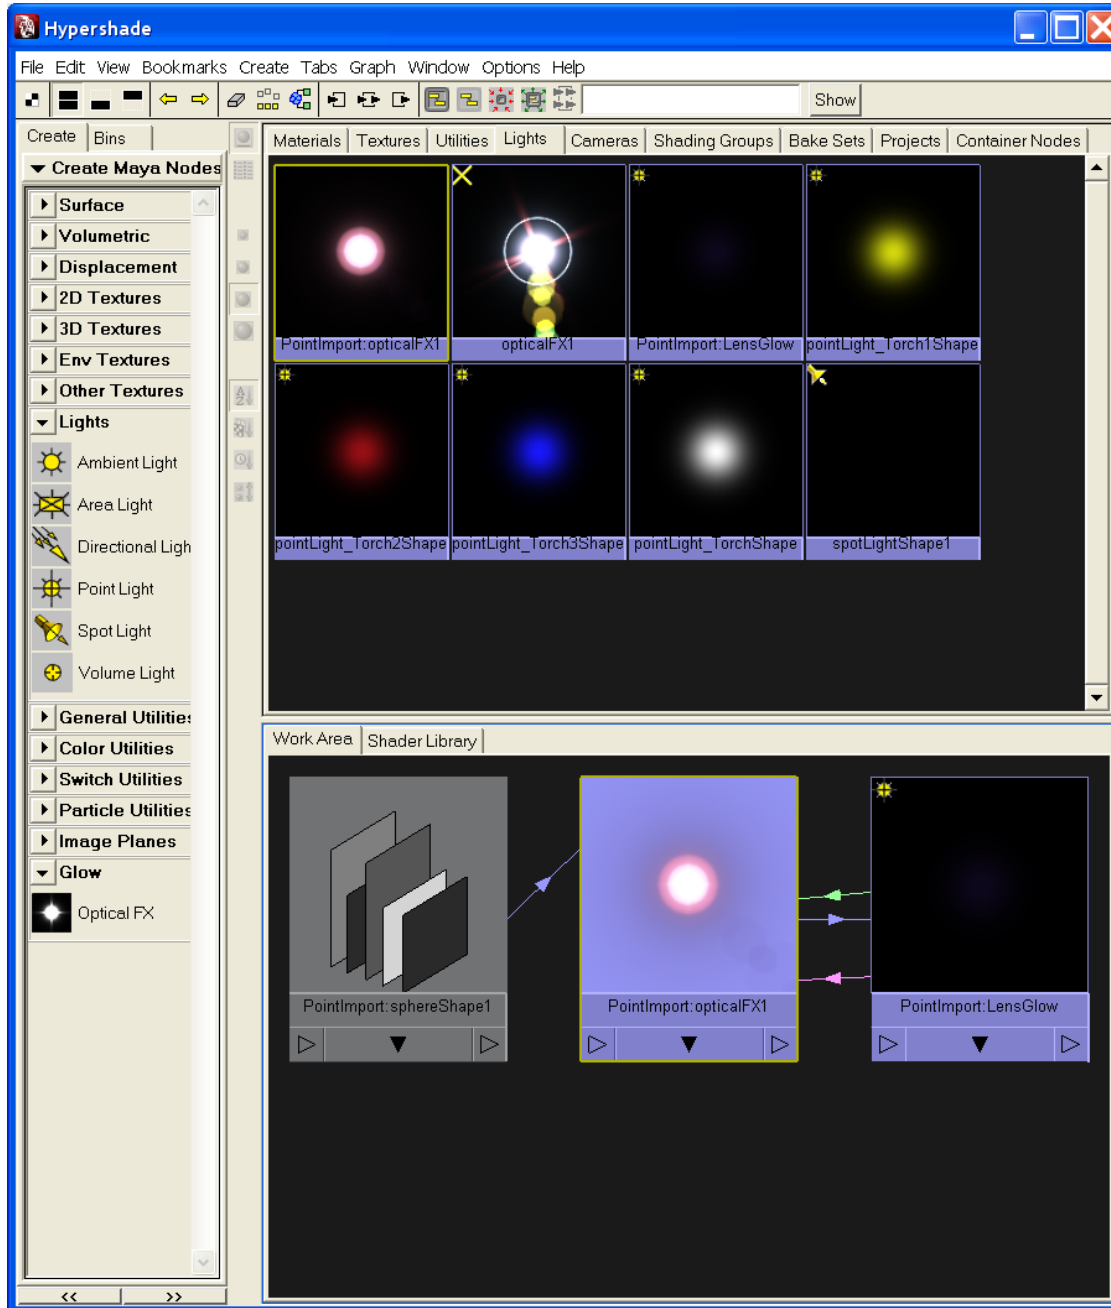 Hypershade
File Edit View Bookmarks Create Tabs Graph Window Options Help
Show
Create Bins
Create Maya Nodes
Surface
Volumetric
Displacement
2D Textures
3D Textures
Env Textures
Other Textures
Lights
Ambient Light
Area Light
Directional Ligh
Point Light
Spot Light
Volume Light
General Utilities
Color Utilities
Switch Utilities
Particle Utilities
Image Planes
Glow
Optical FX
<< >>
Materials Textures Utilities Lights Cameras Shading Groups Bake Sets Projects Container Nodes
PointImport:opticalFX1 opticalFX1 PointImport:LensGlow pointLight_Torch1Shape
pointLight_Torch2Shape pointLight_Torch3Shape pointLight_TorchShape spotLightShape1
Work Area Shader Library
PointImport:sphereShape1 PointImport:opticalFX1 PointImport:LensGlow